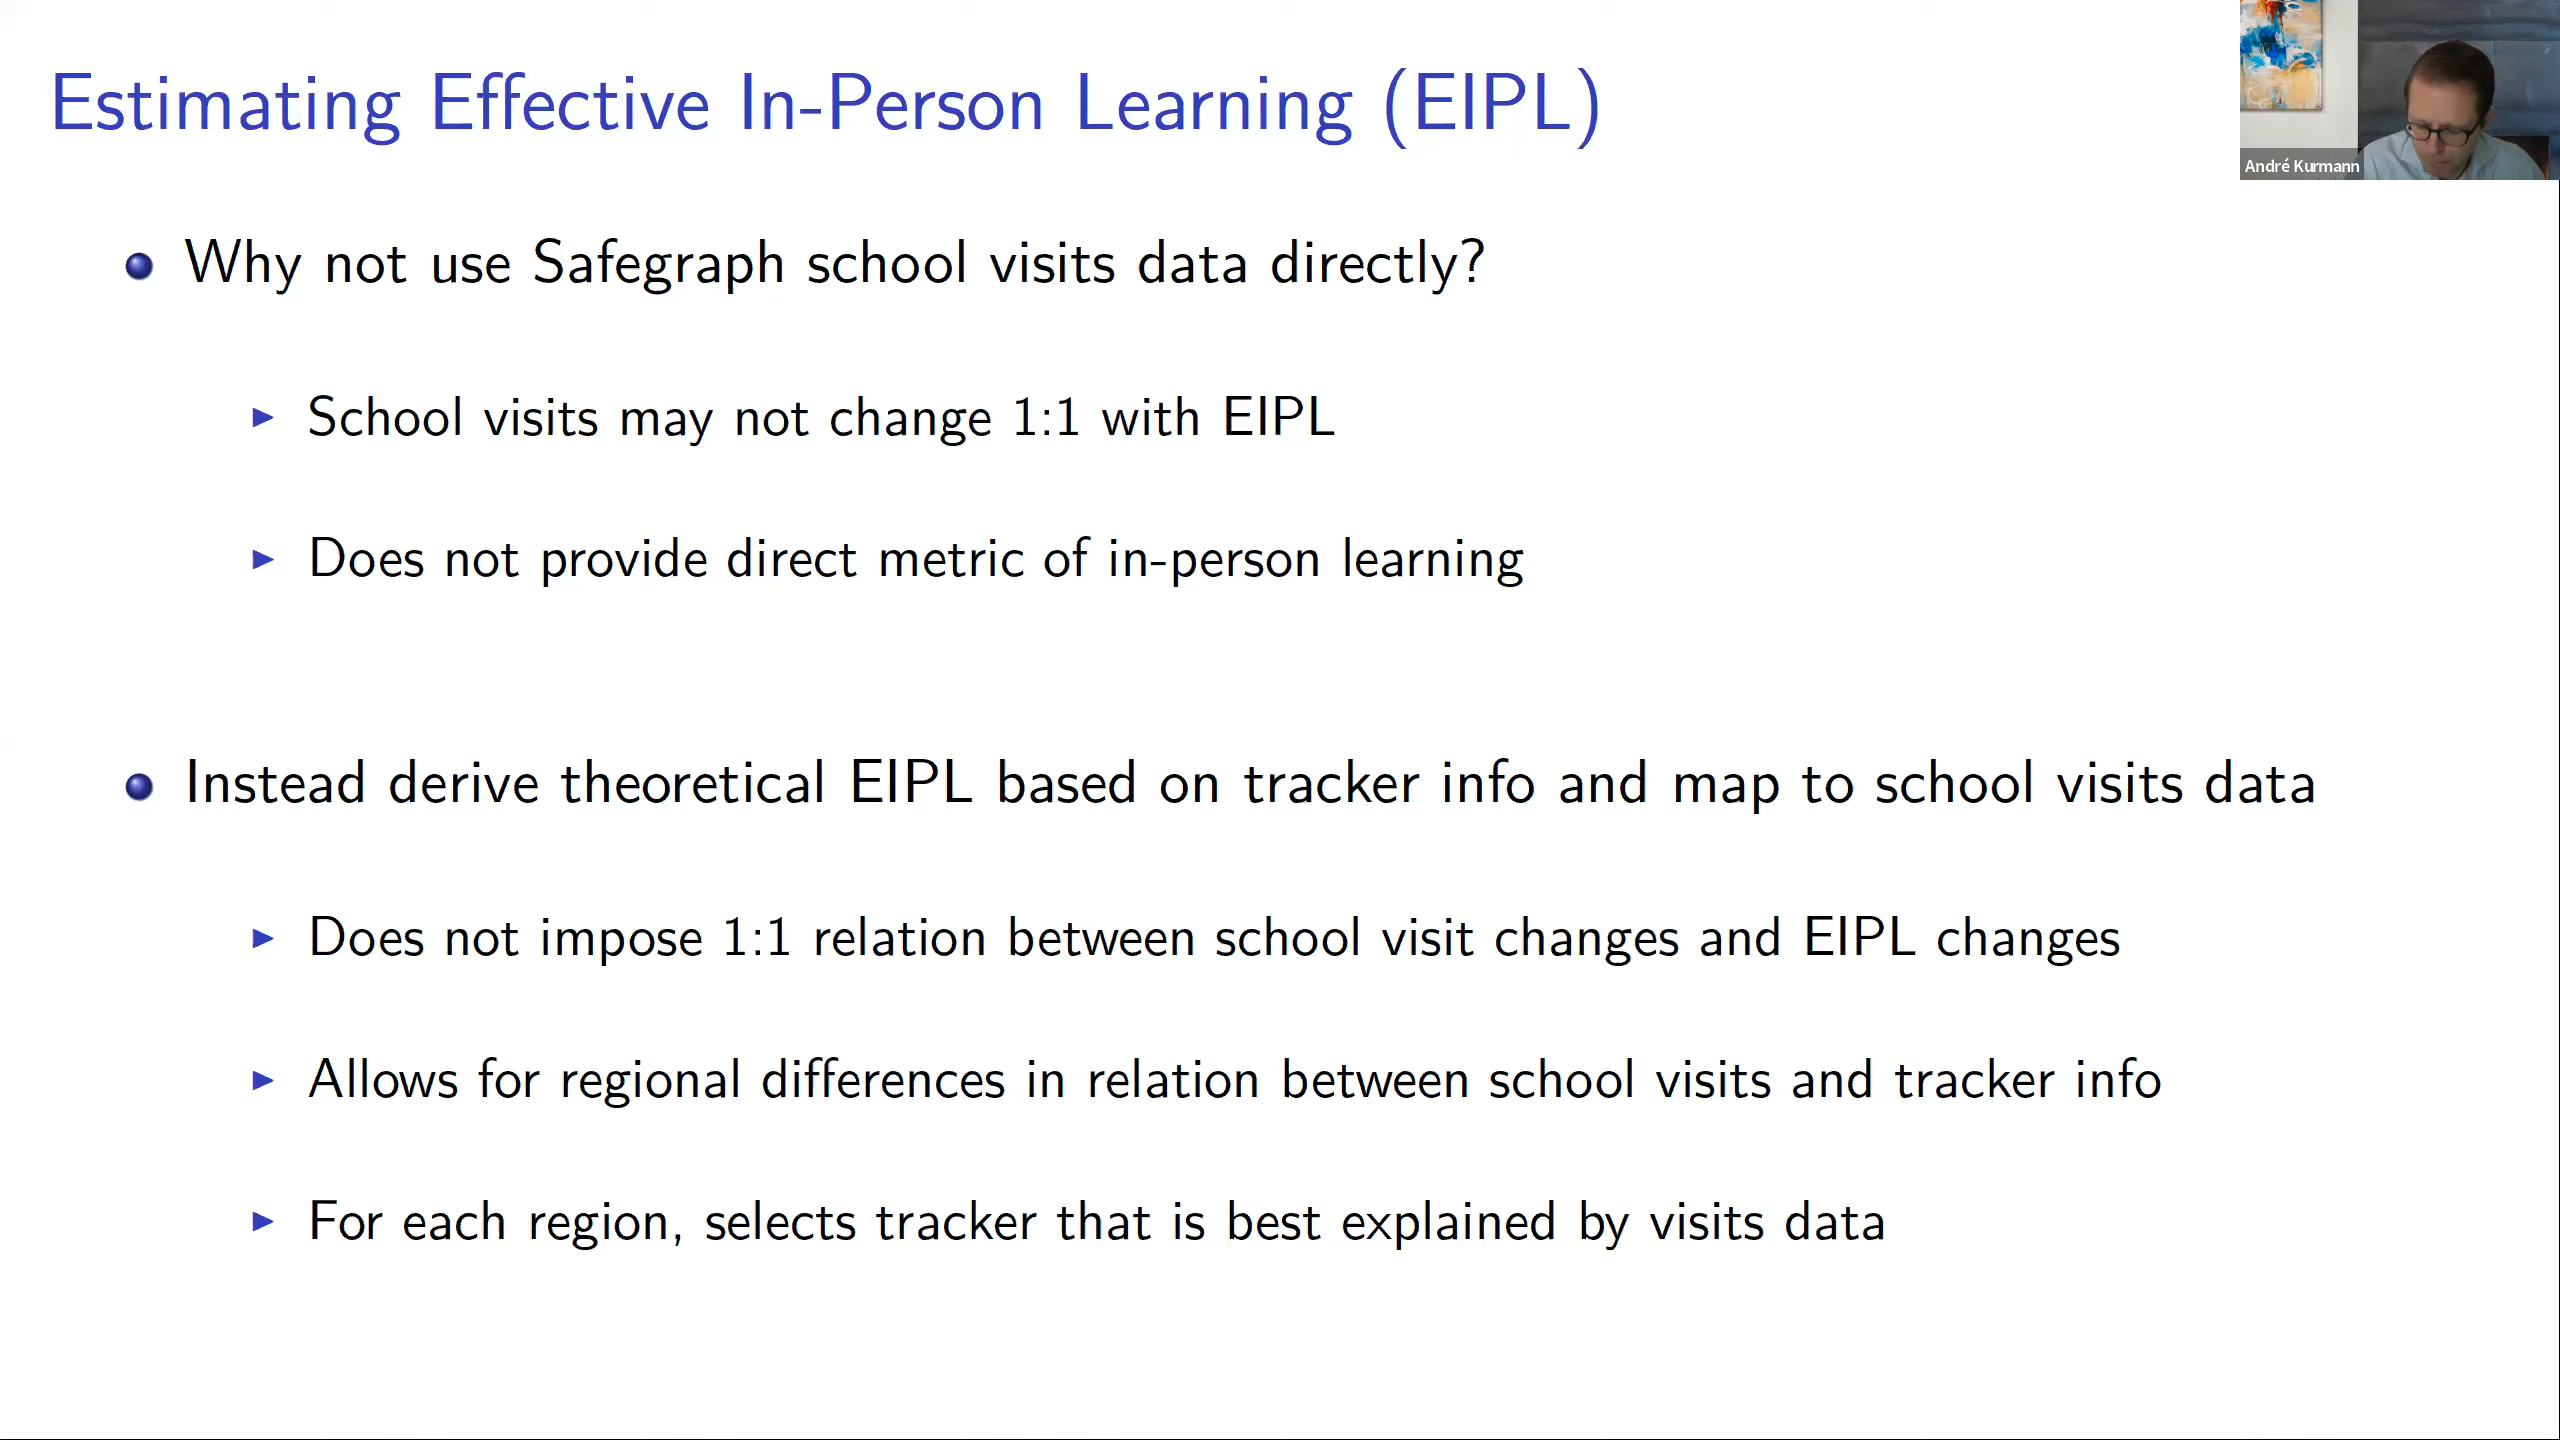 Estimating Effective In-Person Learning (EIPL)
André Kurmann
Why not use Safegraph school visits data directly?
School visits may not change 1:1 with EIPL
Does not provide direct metric of in-person learning
Instead derive theoretical EIPL based on tracker info and map to school visits data
Does not impose 1:1 relation between school visit changes and EIPL changes
Allows for regional differences in relation between school visits and tracker info
For each region, selects tracker that is best explained by visits data